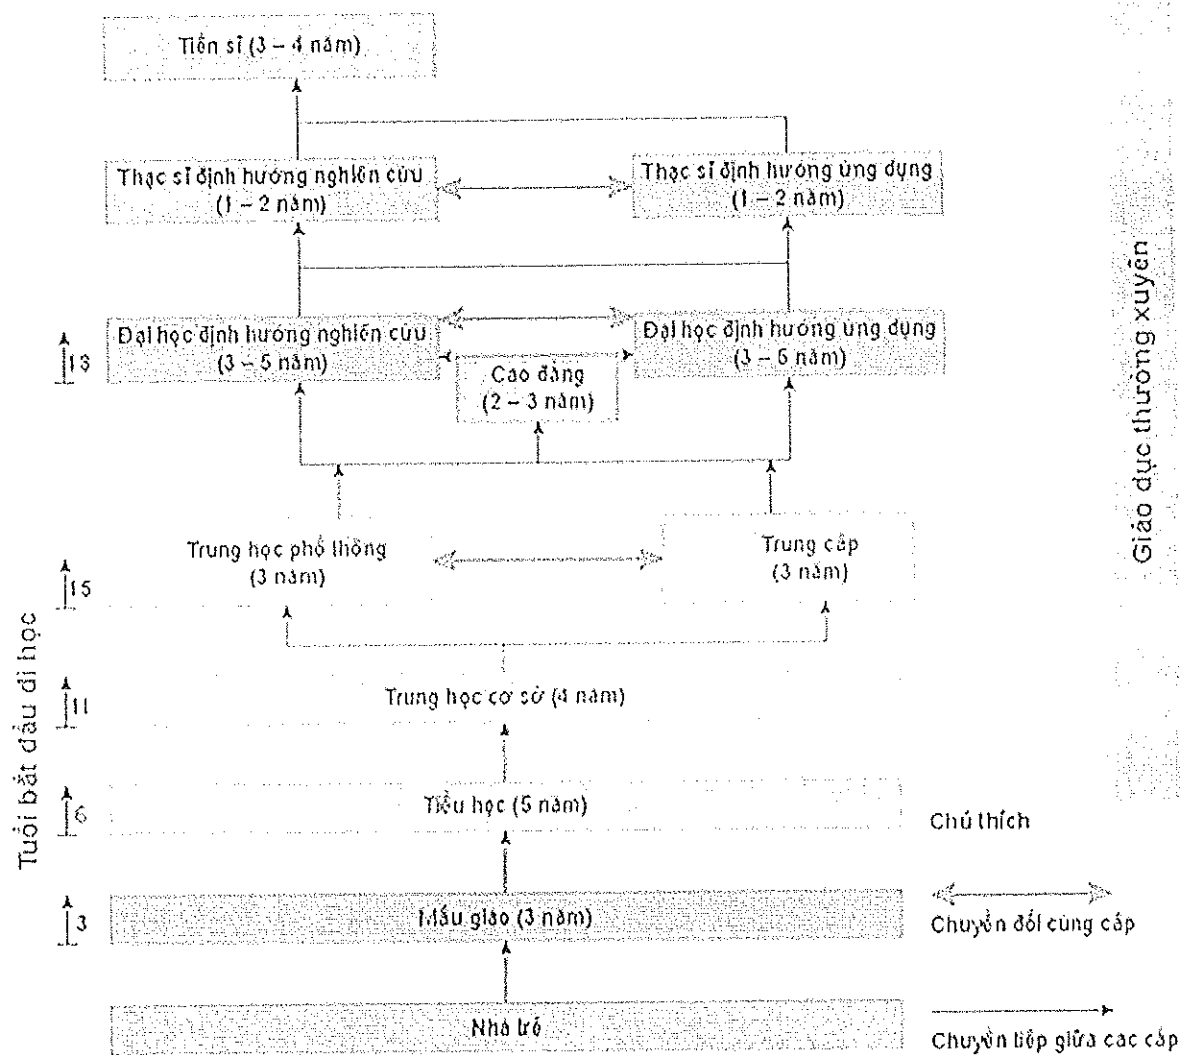 Tiến sĩ (3 – 4 năm)
Thạc sĩ định hướng nghiên cứu
(1 – 2 năm)
Thạc sĩ định hướng ứng dụng
(1 – 2 năm)
Đại học định hướng nghiên cứu
(3 – 5 năm)
Đại học định hướng ứng dụng
(3 – 5 năm)
Cao đẳng
(2 – 3 năm)
18
Trung học phổ thông
(3 năm)
Trung cấp
(3 năm)
15
Trung học cơ sở (4 năm)
11
Tiểu học (5 năm)
6
Mẫu giáo (3 năm)
3
Nhà trẻ
Tuổi bắt đầu đi học
Giáo dục thường xuyên
Chú thích
Chuyển đổi cùng cấp
Chuyển tiếp giữa các cấp